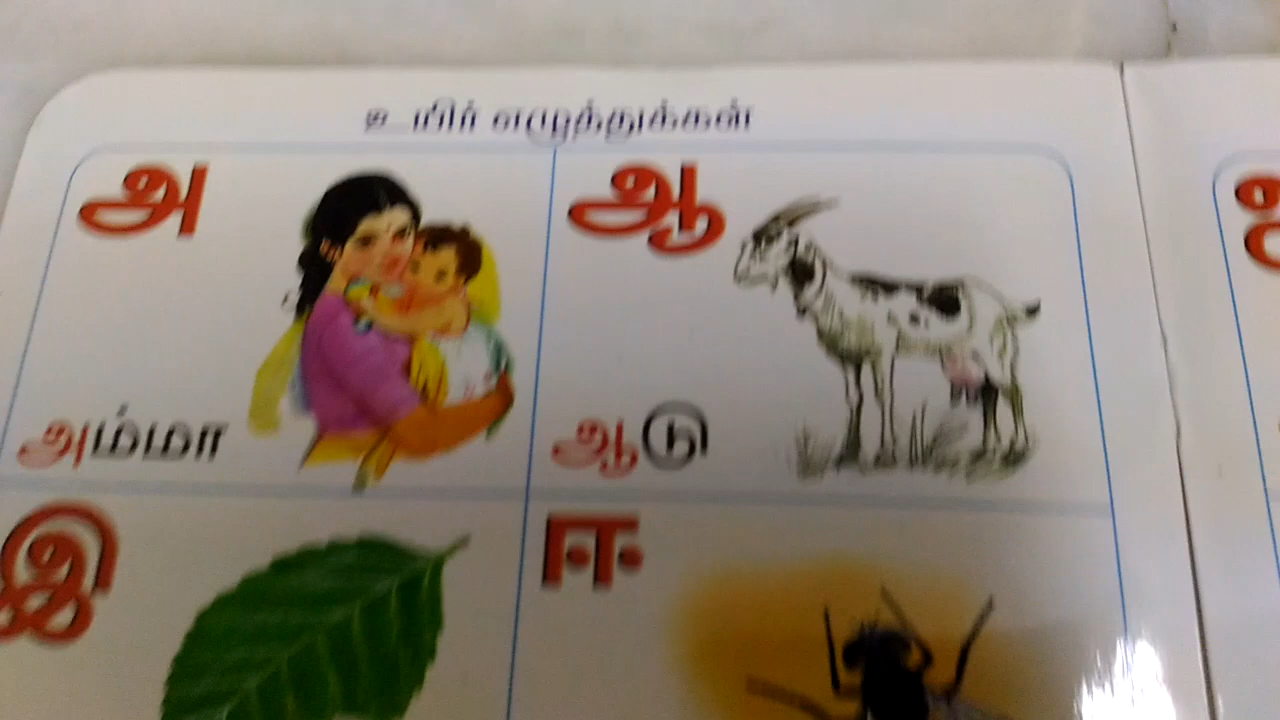 உயிர் எழுத்துக்கள்
அ
ஆ
அம்மா
ஆடு
இ
ஈ